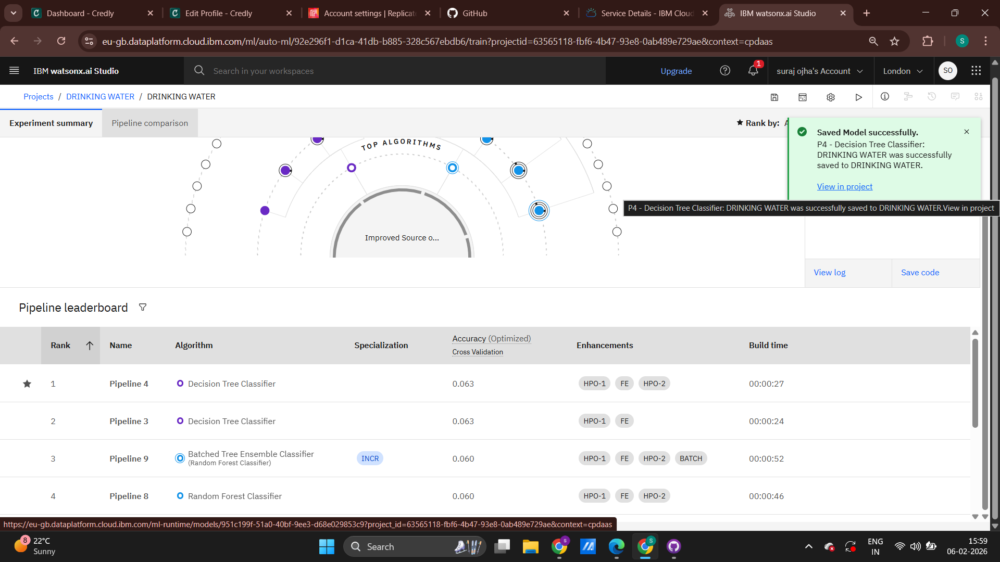 Dashboard - Credly
Edit Profile - Credly
Account settings | Replicate
GitHub
Service Details - IBM Cloud
IBM watsonx.ai Studio
eu-gb.dataplatform.cloud.ibm.com/ml/auto-ml/92e296f1-d1ca-41db-b885-328c567ebdb6/train?projectid=63565118-fbf6-4b47-93e8-0ab489e729ae&context=cpdaas
S
IBM watsonx.ai Studio
Search in your workspaces
Upgrade
1
suraj ojha's Account
London
SO
Projects / DRINKING WATER / DRINKING WATER
Experiment summary
Pipeline comparison
Rank by:
Saved Model successfully.
P4 - Decision Tree Classifier:
DRINKING WATER was successfully
saved to DRINKING WATER.
View in project
P4 - Decision Tree Classifier: DRINKING WATER was successfully saved to DRINKING WATER.View in project
TOP ALGORITHMS
Improved Source o...
View log
Save code
Pipeline leaderboard
Rank Name Algorithm Specialization Accuracy (Optimized) Enhancements Build time
Cross Validation
1 Pipeline 4 Decision Tree Classifier 0.063 HPO-1 FE HPO-2 00:00:27
2 Pipeline 3 Decision Tree Classifier 0.063 HPO-1 FE 00:00:24
3 Pipeline 9 Batched Tree Ensemble Classifier INCR 0.060 HPO-1 FE HPO-2 BATCH 00:00:52
(Random Forest Classifier)
4 Pipeline 8 Random Forest Classifier 0.060 HPO-1 FE HPO-2 00:00:46
https://eu-gb.dataplatform.cloud.ibm.com/ml-runtime/models/951c199f-51a0-40bf-9ee3-d68e029853c9?project_id=63565118-fbf6-4b47-93e8-0ab489e729ae&context=cpdaas
8
22°C
Sunny
Search
S
S
ENG
IN
15:59
06-02-2026